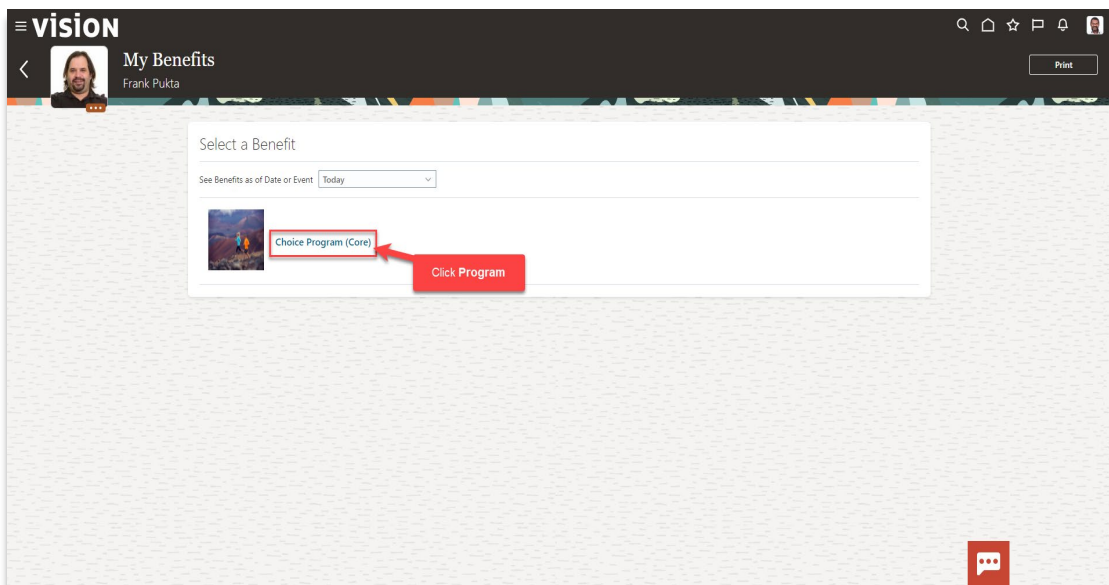 vision
My Benefits
Frank Pukta
Print
Select a Benefit
See Benefits as of Date or Event Today
Choice Program (Core)
Click Program